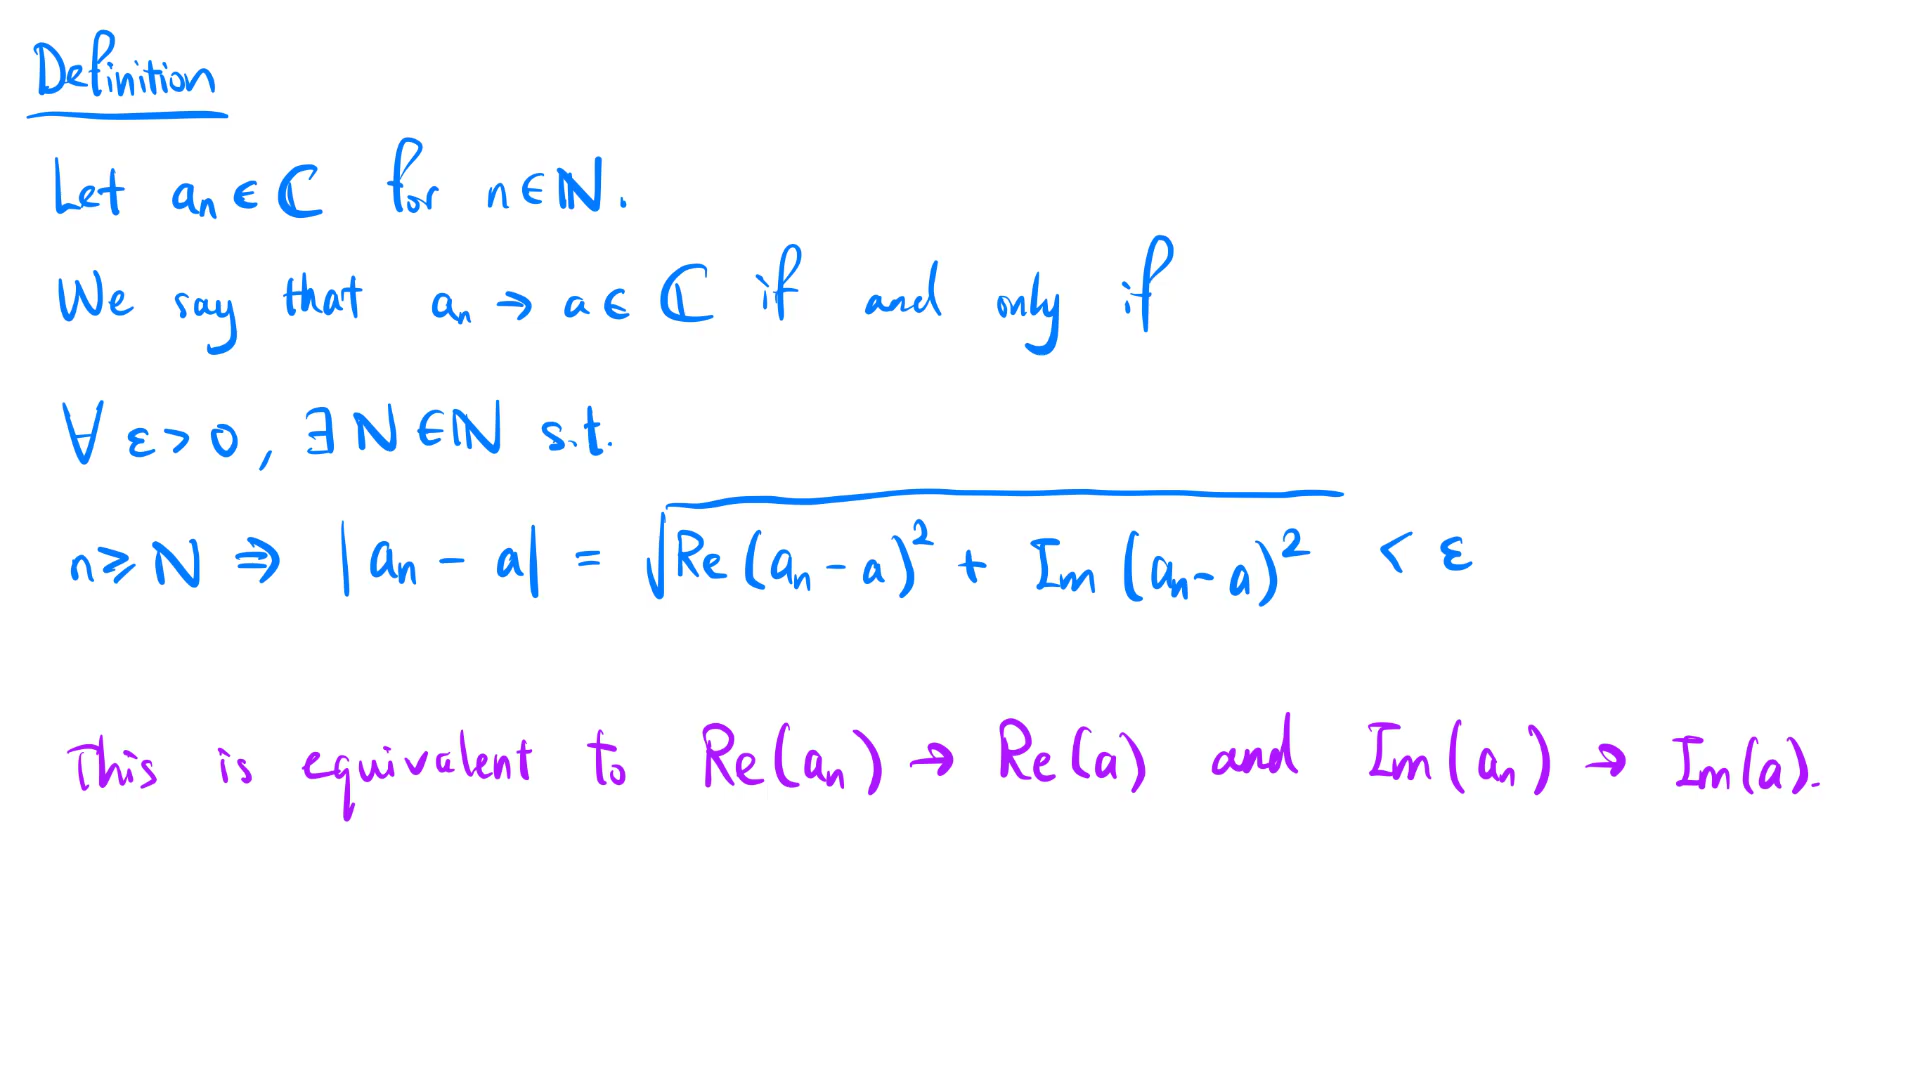 Definition
Let aₙ ∈ ℂ for n ∈ ℕ.
We say that aₙ → a ∈ ℂ if and only if
∀ ε > 0, ∃ N ∈ ℕ s.t.
n ⩾ N ⇒ |aₙ - a| = √(Re(aₙ - a)² + Im(aₙ - a)²) < ε
This is equivalent to Re(aₙ) → Re(a) and Im(aₙ) → Im(a).